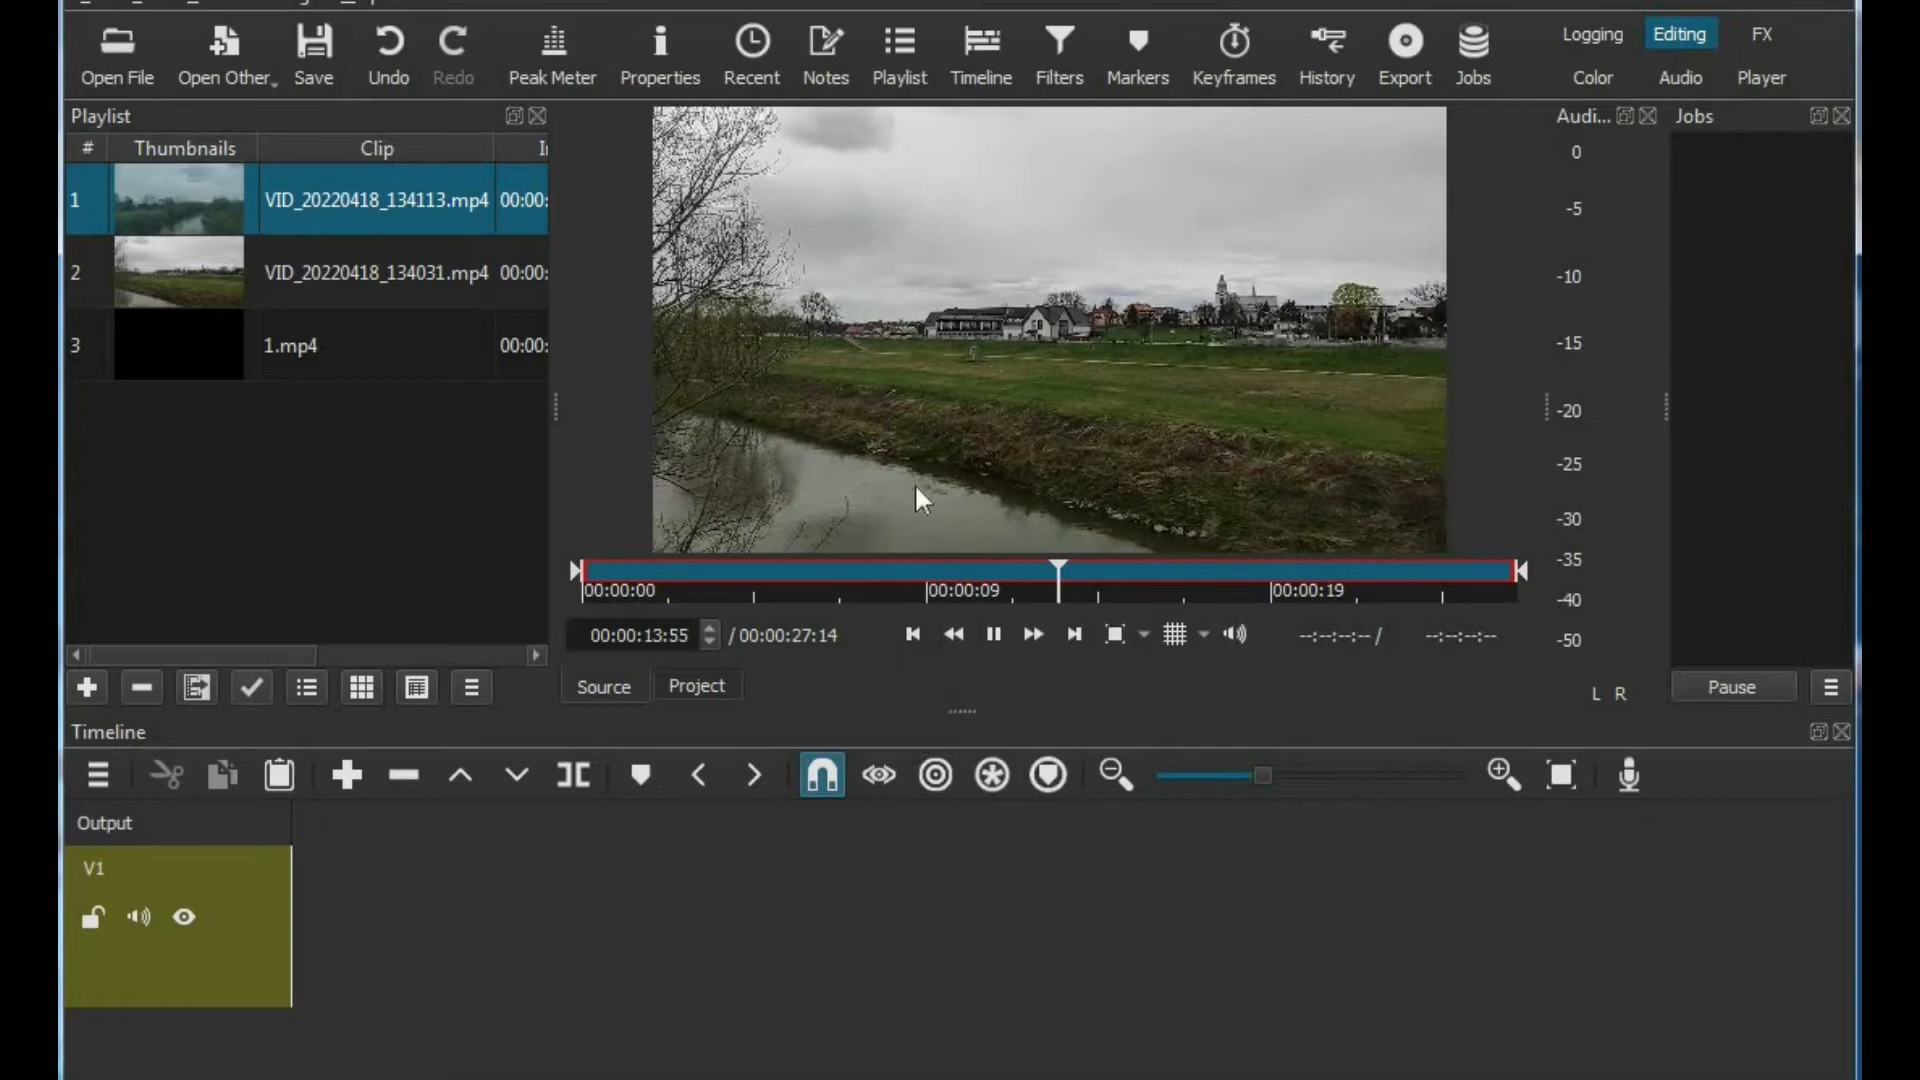 Open File Open Other Save Undo Redo Peak Meter Properties Recent Notes Playlist Timeline Filters Markers Keyframes History Export Jobs
Logging Editing FX
Color Audio Player
Playlist
# Thumbnails Clip
1 VID_20220418_134113.mp4 00:00:
2 VID_20220418_134031.mp4 00:00:
3 1.mp4 00:00:
00:00:00 00:00:09 00:00:19
00:00:13:55 / 00:00:27:14 --:--:--:-- / --:--:--:--
Source Project
Audi...
0
-5
-10
-15
-20
-25
-30
-35
-40
-50
L R
Jobs
Pause
Timeline
Output
V1